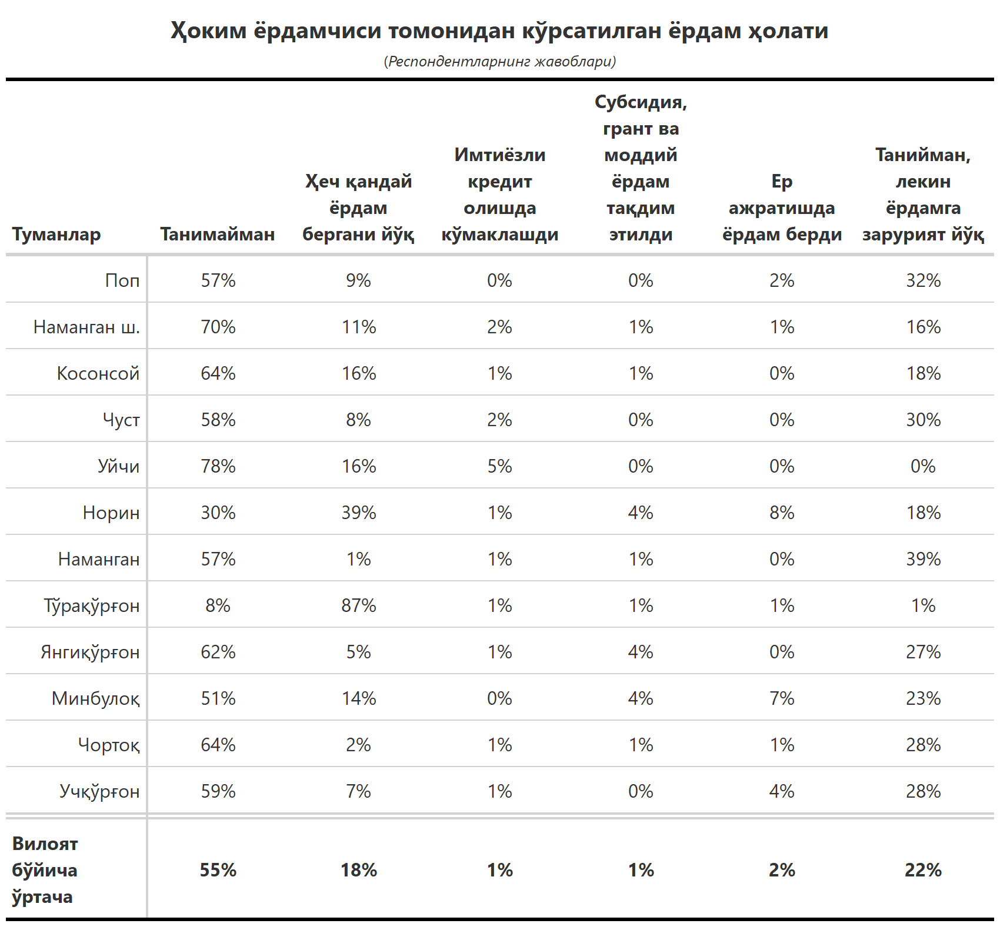 Ҳоким ёрдамчиси томонидан кўрсатилган ёрдам ҳолати
(Респондентларнинг жавоблари)
Туманлар Танимайман Ҳеч қандай ёрдам бергани йўқ Имтиёзли кредит олишда кўмаклашди Субсидия, грант ва моддий ёрдам тақдим этилди Ер ажратишда ёрдам берди Танийман, лекин ёрдамга зарурият йўқ
Поп 57% 9% 0% 0% 2% 32%
Наманган ш. 70% 11% 2% 1% 1% 16%
Косонсой 64% 16% 1% 1% 0% 18%
Чуст 58% 8% 2% 0% 0% 30%
Уйчи 78% 16% 5% 0% 0% 0%
Норин 30% 39% 1% 4% 8% 18%
Наманган 57% 1% 1% 1% 0% 39%
Тўрақўрғон 8% 87% 1% 1% 1% 1%
Янгиқўрғон 62% 5% 1% 4% 0% 27%
Минбулоқ 51% 14% 0% 4% 7% 23%
Чортоқ 64% 2% 1% 1% 1% 28%
Учқўрғон 59% 7% 1% 0% 4% 28%
Вилоят бўйича ўртача 55% 18% 1% 1% 2% 22%